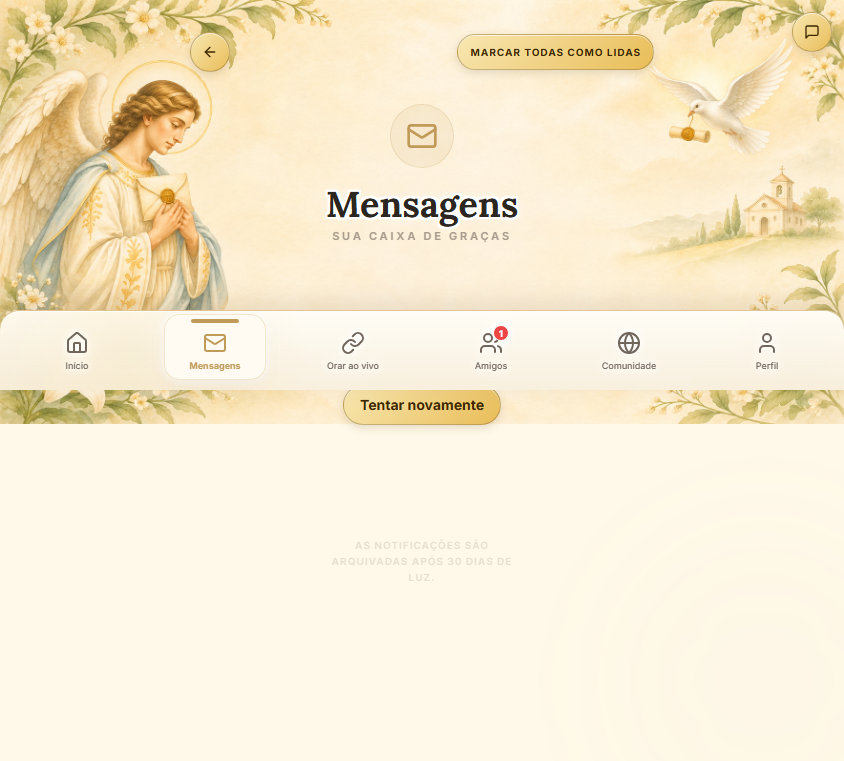 MARCAR TODAS COMO LIDAS
Mensagens
SUA CAIXA DE GRAÇAS
Início
Mensagens
Orar ao vivo
1
Amigos
Comunidade
Perfil
Tentar novamente
AS NOTIFICAÇÕES SÃO
ARQUIVADAS APÓS 30 DIAS DE
LUZ.